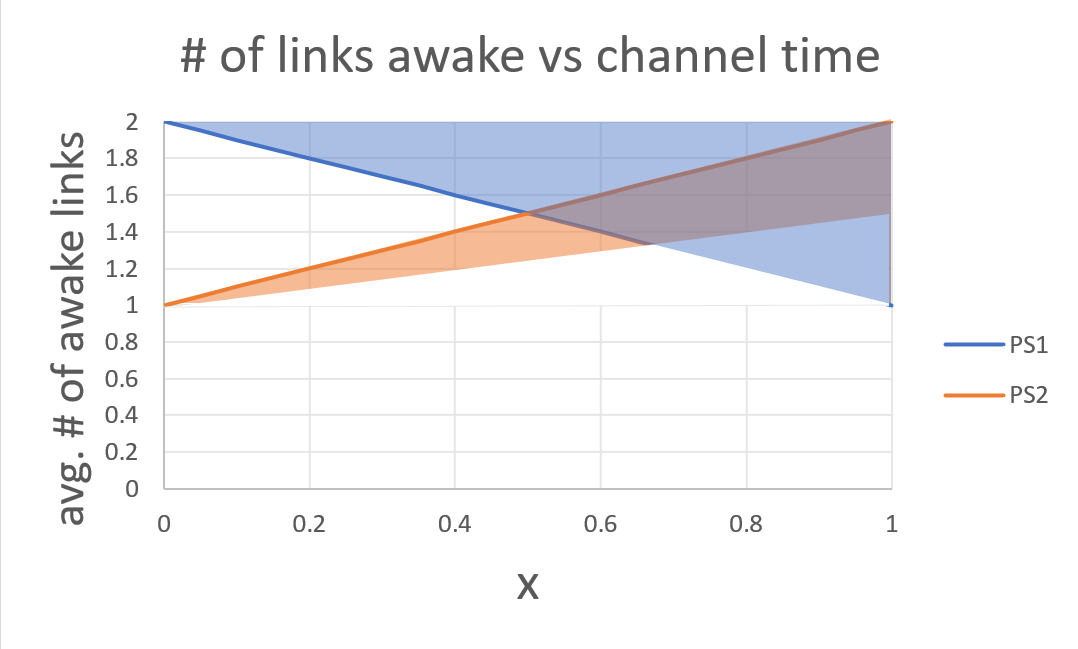 # of links awake vs channel time
avg. # of awake links
2
1.8
1.6
1.4
1.2
1
0.8
0.6
0.4
0.2
0
0 0.2 0.4 0.6 0.8 1
X
PS1
PS2